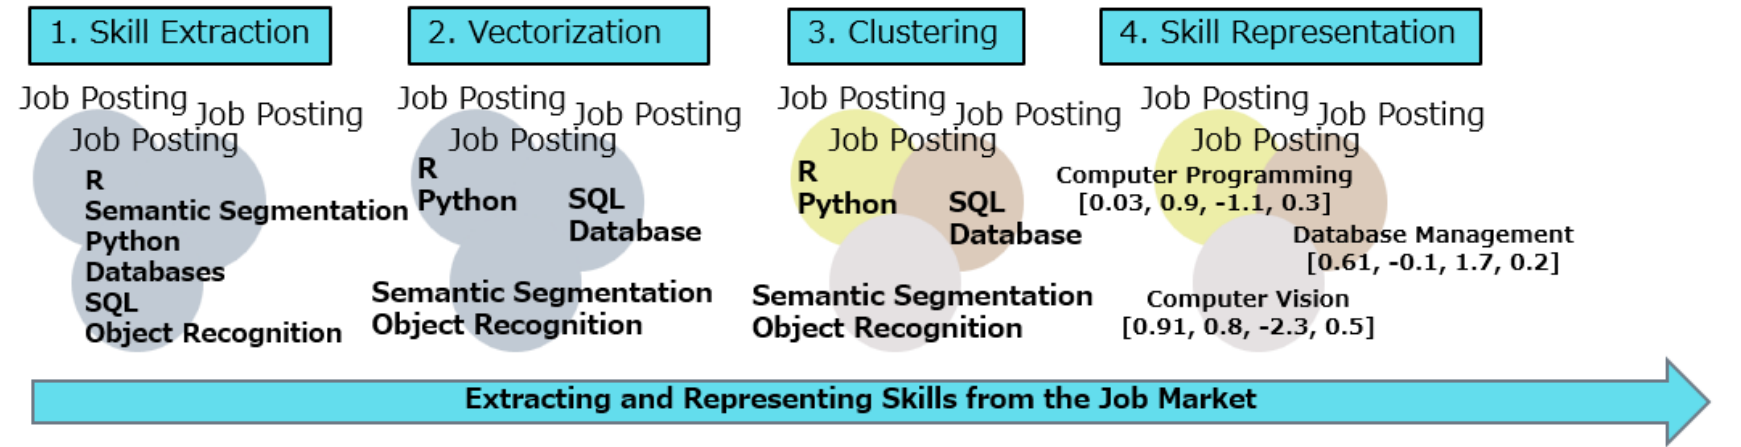 1. Skill Extraction
Job Posting
Job Posting
Job Posting
R
Semantic Segmentation
Python
Databases
SQL
Object Recognition
2. Vectorization
Job Posting
Job Posting
Job Posting
R
Python
SQL
Database
Semantic Segmentation
Object Recognition
3. Clustering
Job Posting
Job Posting
Job Posting
R
Python
SQL
Database
Semantic Segmentation
Object Recognition
4. Skill Representation
Job Posting
Job Posting
Job Posting
Computer Programming
[0.03, 0.9, -1.1, 0.3]
Database Management
[0.61, -0.1, 1.7, 0.2]
Computer Vision
[0.91, 0.8, -2.3, 0.5]
Extracting and Representing Skills from the Job Market